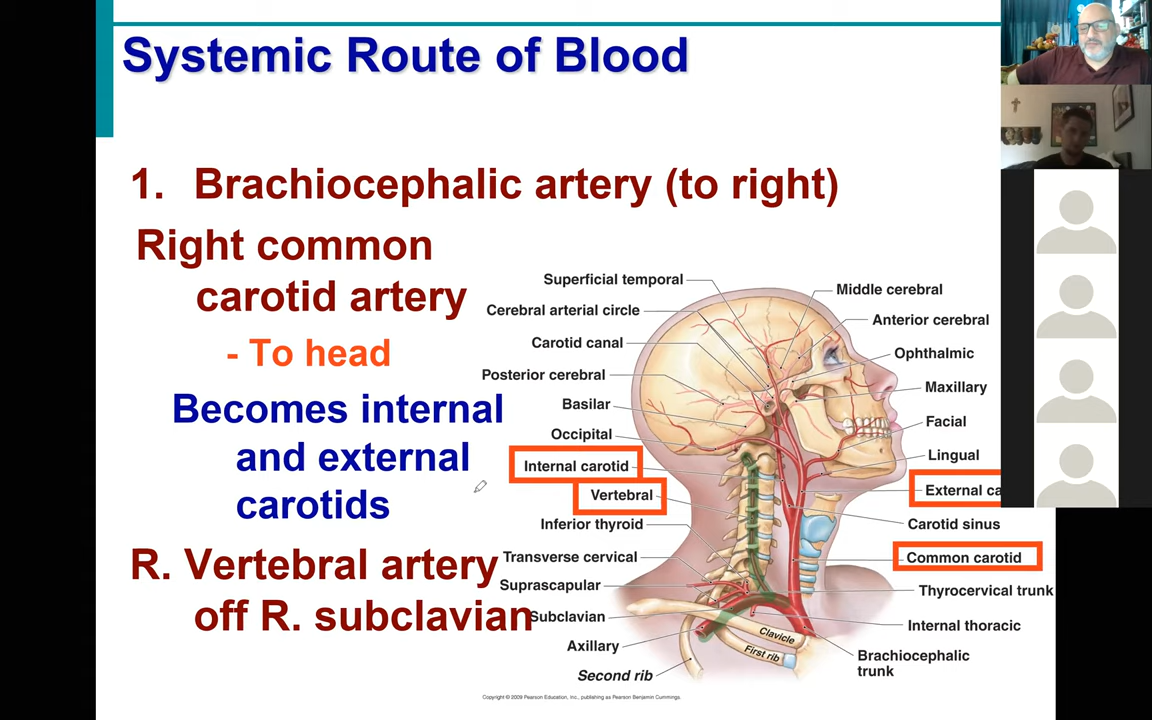 Systemic Route of Blood
1. Brachiocephalic artery (to right)
Right common
carotid artery
- To head
Becomes internal
and external
carotids
R. Vertebral artery
off R. subclavian
Superficial temporal
Cerebral arterial circle
Carotid canal
Posterior cerebral
Basilar
Occipital
Internal carotid
Vertebral
Inferior thyroid
Transverse cervical
Suprascapular
Subclavian
Axillary
Second rib
Middle cerebral
Anterior cerebral
Ophthalmic
Maxillary
Facial
Lingual
External ca
Carotid sinus
Common carotid
Thyrocervical trunk
Internal thoracic
Brachiocephalic
trunk
Clavicle
First rib
Copyright © 2009 Pearson Education, Inc., publishing as Pearson Benjamin Cummings.